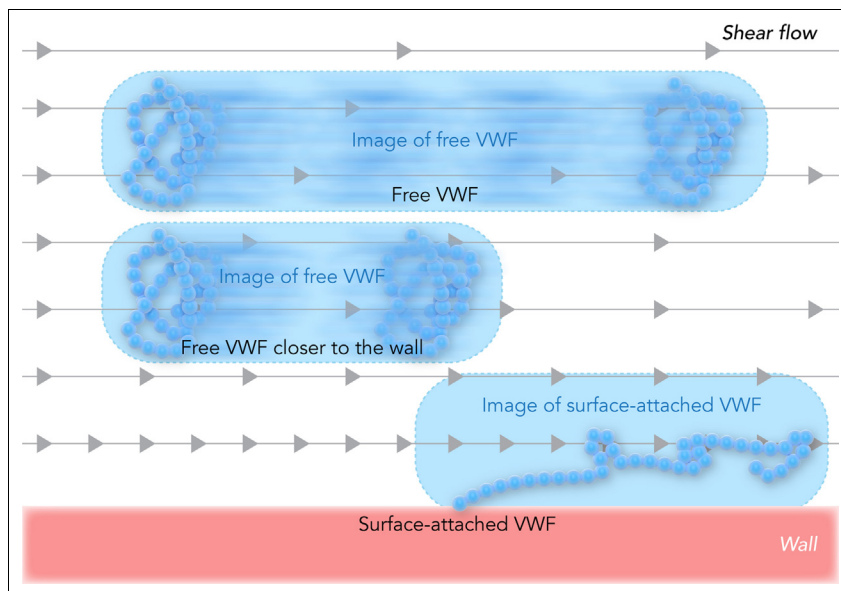 Shear flow
Image of free VWF
Free VWF
Image of free VWF
Free VWF closer to the wall
Image of surface-attached VWF
Surface-attached VWF
Wall